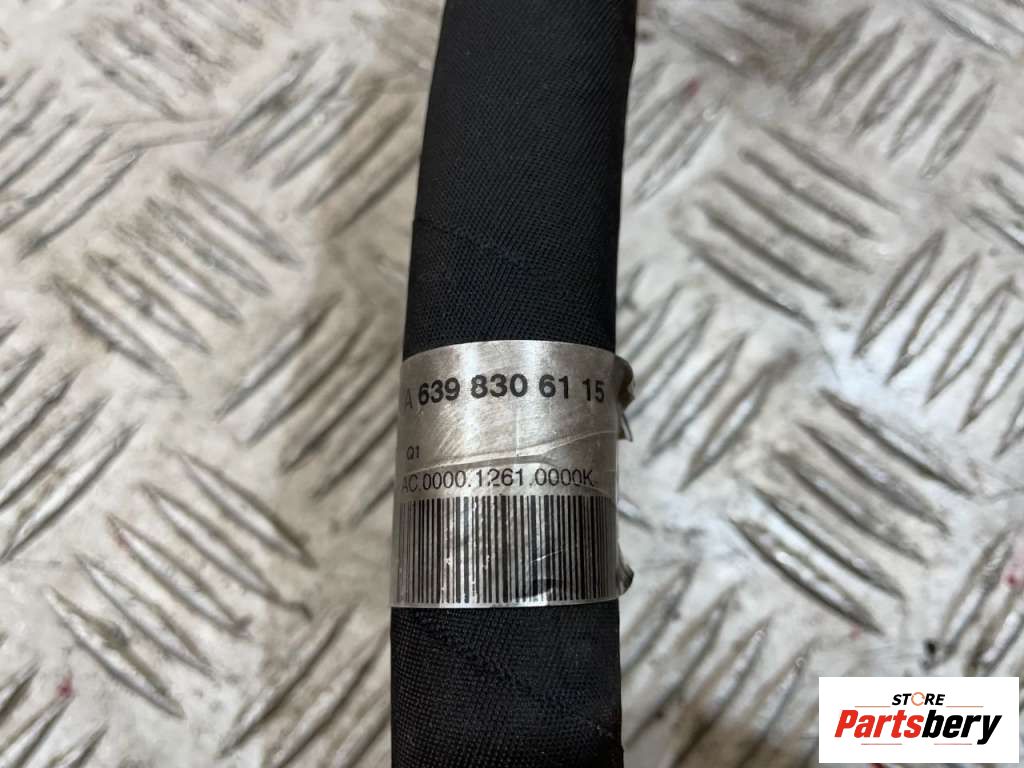 A 639 830 61 15
Q1
AC.0000.1261.0000K
STORE
Partsbery